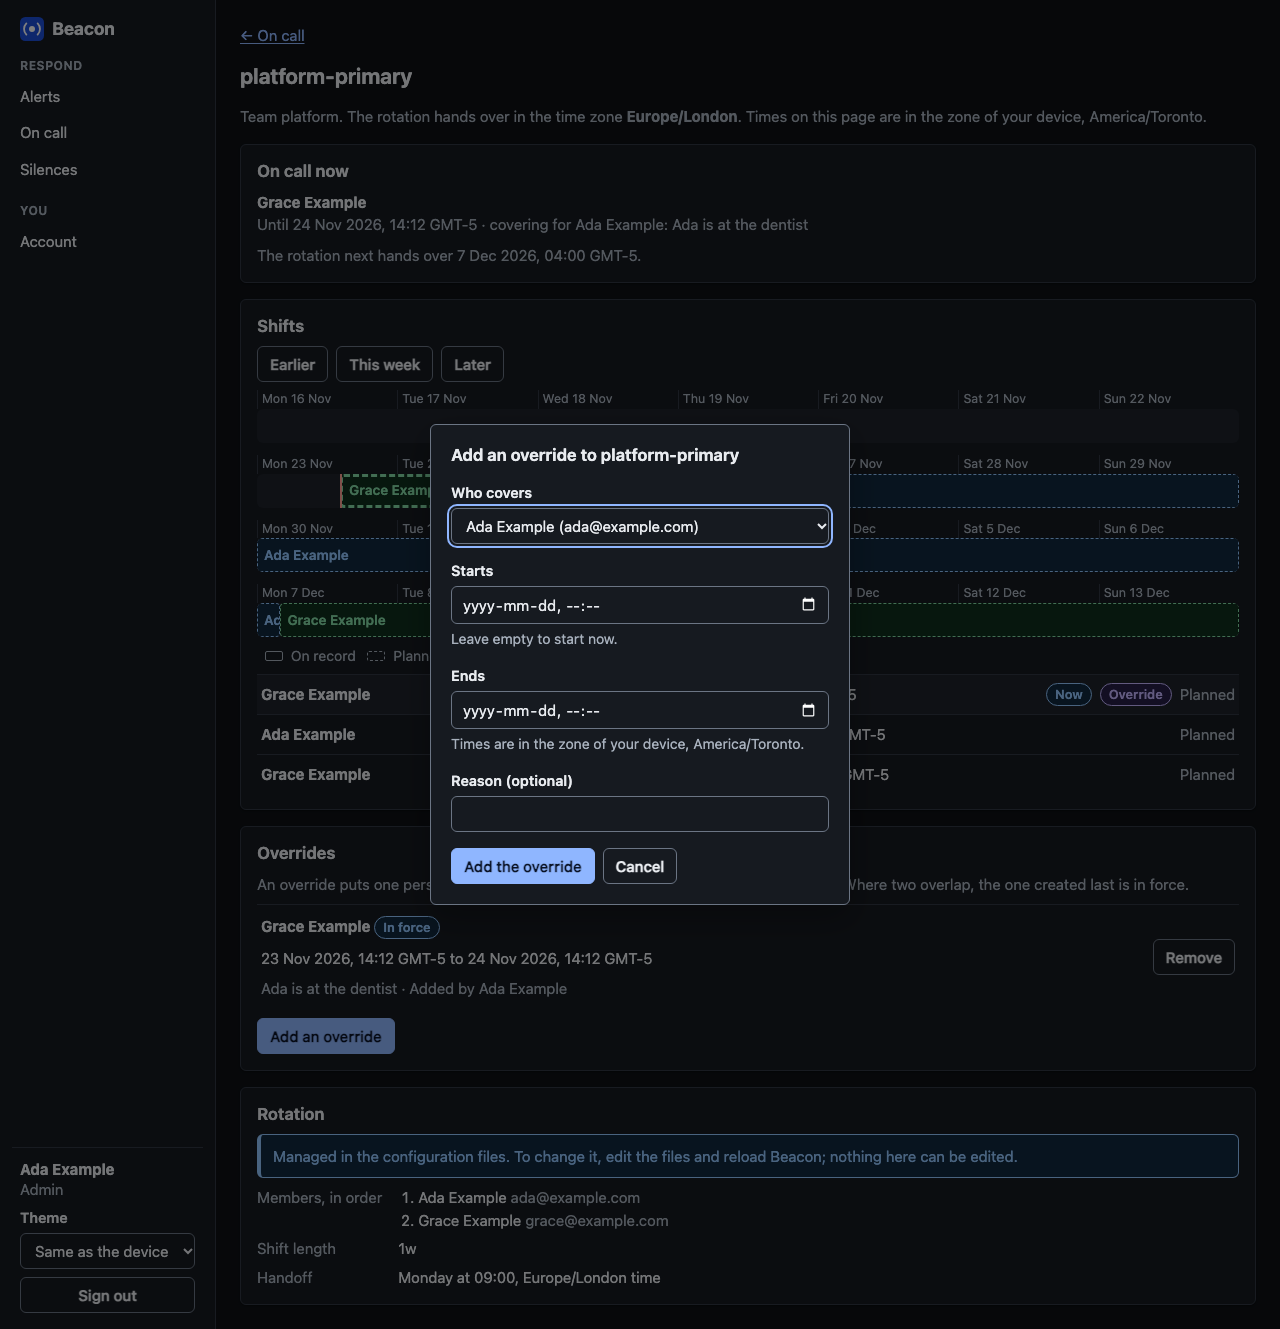 Beacon
RESPOND
Alerts
On call
Silences
YOU
Account
← On call
platform-primary
Team platform. The rotation hands over in the time zone Europe/London. Times on this page are in the zone of your device, America/Toronto.
On call now
Grace Example
Until 24 Nov 2026, 14:12 GMT-5 · covering for Ada Example: Ada is at the dentist
The rotation next hands over 7 Dec 2026, 04:00 GMT-5.
Shifts
Earlier This week Later
Mon 16 Nov Tue 17 Nov Wed 18 Nov Thu 19 Nov Fri 20 Nov Sat 21 Nov Sun 22 Nov
Mon 23 Nov Tue Nov Sat 28 Nov Sun 29 Nov
Grace
Mon 30 Nov Tue Dec Sat 5 Dec Sun 6 Dec
Ada Example
Mon 7 Dec Tue Dec Sat 12 Dec Sun 13 Dec
Grace Example
On record
Grace Example Now Override Planned
Ada Example Planned
Grace Example Planned
Add an override to platform-primary
Who covers
Ada Example (ada@example.com)
Starts
yyyy-mm-dd, --:--
Leave empty to start now.
Ends
yyyy-mm-dd, --:--
Times are in the zone of your device, America/Toronto.
Reason (optional)
Add the override Cancel
Overrides
An override puts one Where two overlap, the one created last is in force.
Grace Example In force
23 Nov 2026, 14:12 GMT-5 to 24 Nov 2026, 14:12 GMT-5
Remove
Ada is at the dentist · Added by Ada Example
Add an override
Rotation
Managed in the configuration files. To change it, edit the files and reload Beacon; nothing here can be edited.
Members, in order 1. Ada Example ada@example.com
2. Grace Example grace@example.com
Shift length 1w
Handoff Monday at 09:00, Europe/London time
Ada Example
Admin
Theme
Same as the device
Sign out